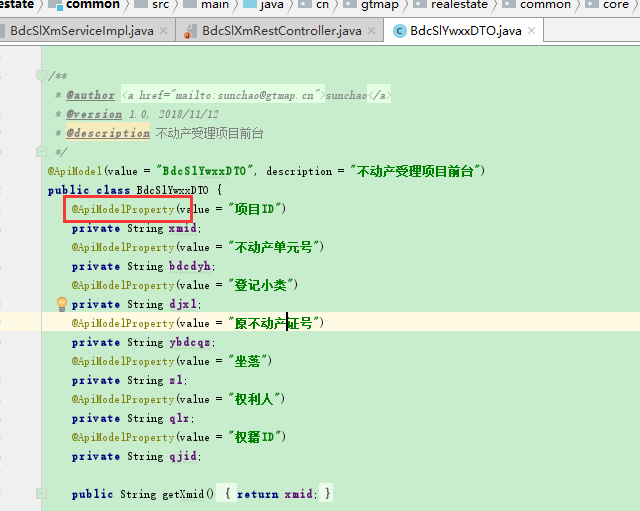 estate common src main java cn gtmap realestate common core
BdcSlXmServiceImpl.java × BdcSlXmRestController.java × BdcSlYwxxDTO.java ×
/**
* @author <a href="mailto:sunchao@gtmap.cn">sunchao</a>
* @version 1.0, 2018/11/12
* @description 不动产受理项目前台
*/
@ApiModel(value = "BdcSlYwxxDTO", description = "不动产受理项目前台")
public class BdcSlYwxxDTO {
@ApiModelProperty(value = "项目ID")
private String xmid;
@ApiModelProperty(value = "不动产单元号")
private String bdcdyh;
@ApiModelProperty(value = "登记小类")
private String djxl;
@ApiModelProperty(value = "原不动产证号")
private String ybdcqz;
@ApiModelProperty(value = "坐落")
private String zl;
@ApiModelProperty(value = "权利人")
private String qlr;
@ApiModelProperty(value = "权籍ID")
private String qjid;
public String getXmid() { return xmid; }